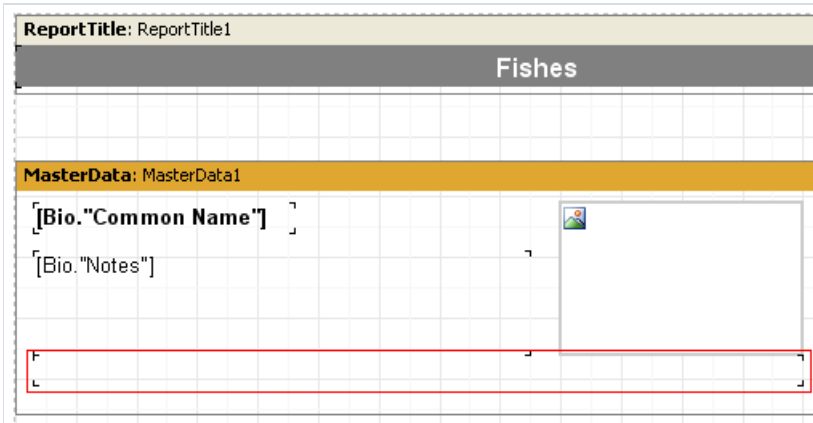 ReportTitle: ReportTitle1
Fishes
MasterData: MasterData1
[Bio."Common Name"]
[Bio."Notes"]